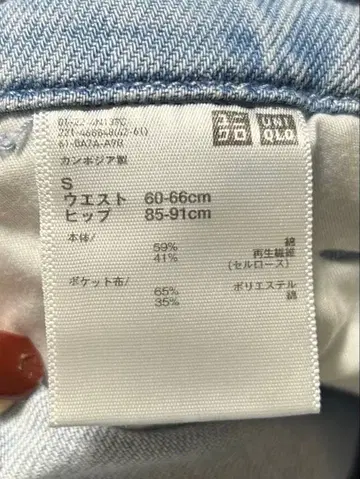 ユニ
クロ
UNI
QLO
カンボジア製
S
ウエスト 60-66cm
ヒップ 85-91cm
本体/
59% 綿
41% 再生繊維
(セルロース)
ポケット布/
65% ポリエステル
35% 綿